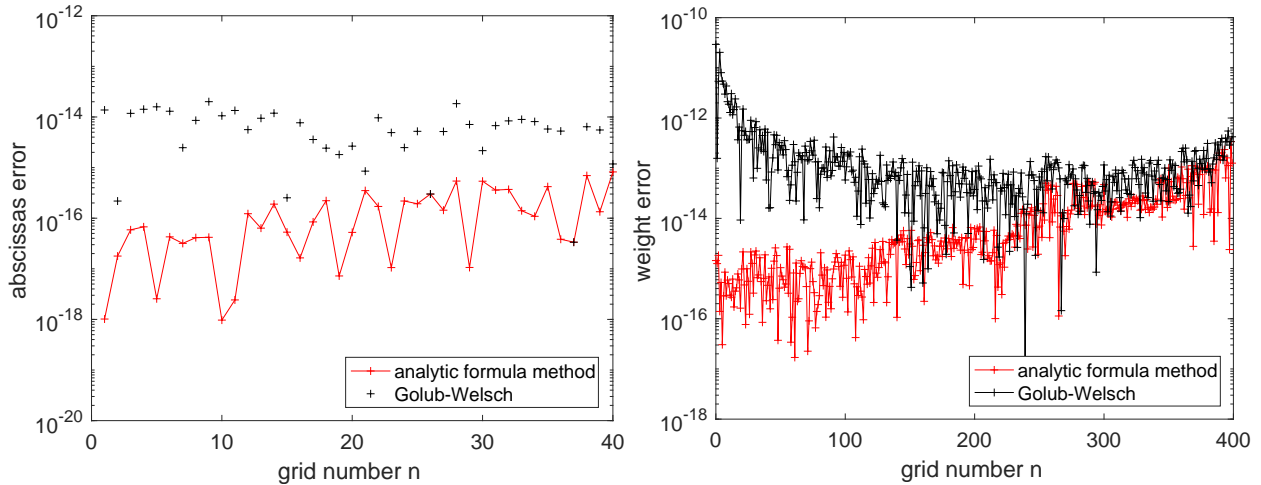 10^-12
10^-14
10^-16
10^-18
10^-20
abscissas error
0
10
20
30
40
grid number n
analytic formula method
Golub-Welsch
10^-10
10^-12
10^-14
10^-16
10^-18
weight error
0
100
200
300
400
grid number n
analytic formula method
Golub-Welsch